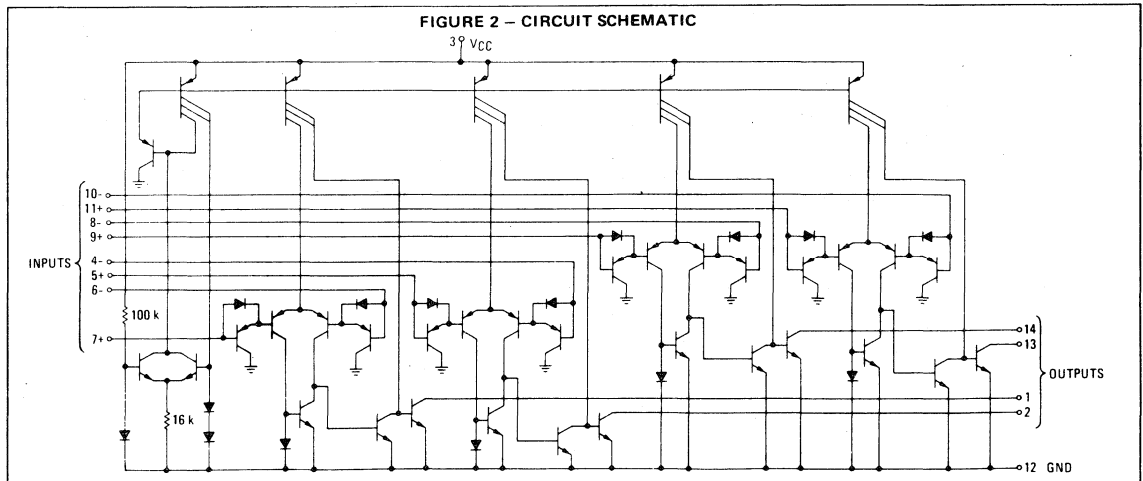 FIGURE 2 – CIRCUIT SCHEMATIC
3 VCC
10-
11+
8-
9+
INPUTS
4-
5+
6-
100 k
7+
14
13
OUTPUTS
1
16 k
2
12 GND